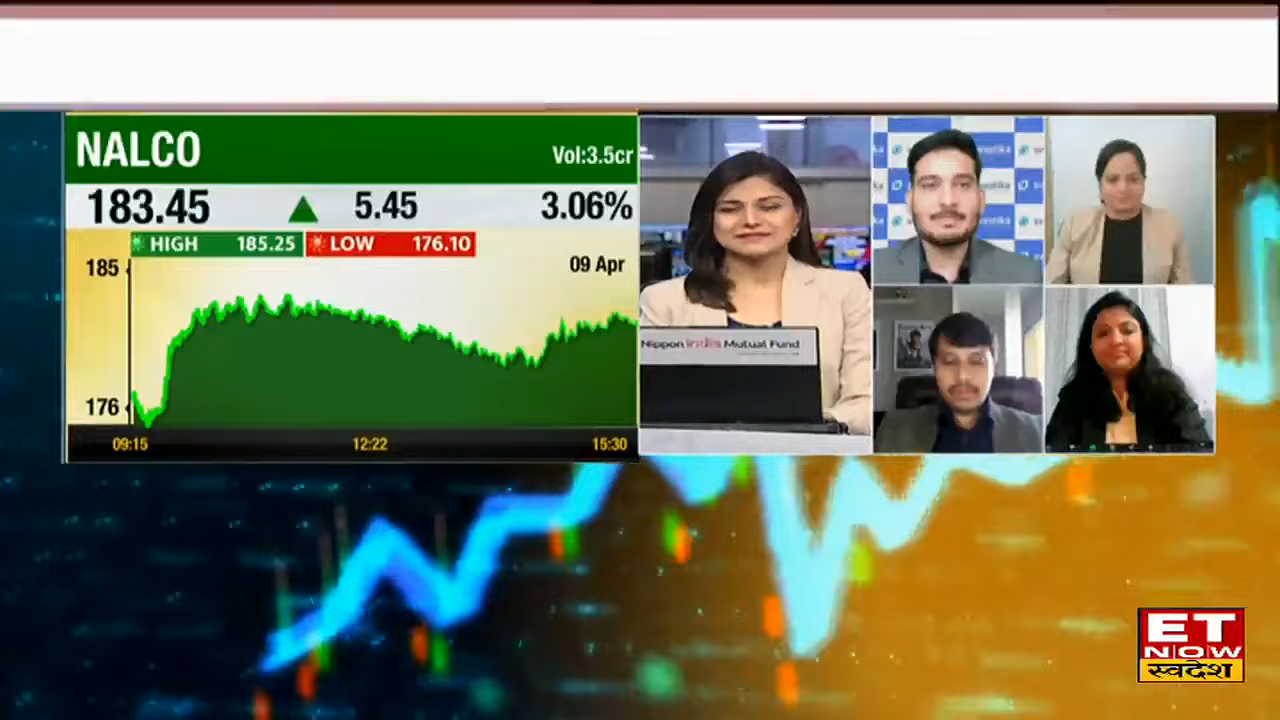 NALCO
Vol:3.5cr
183.45 ▲ 5.45 3.06%
HIGH 185.25 LOW 176.10
185
09 Apr
176
09:15 12:22 15:30
Nippon india Mutual Fund
ET
NOW
स्वदेश